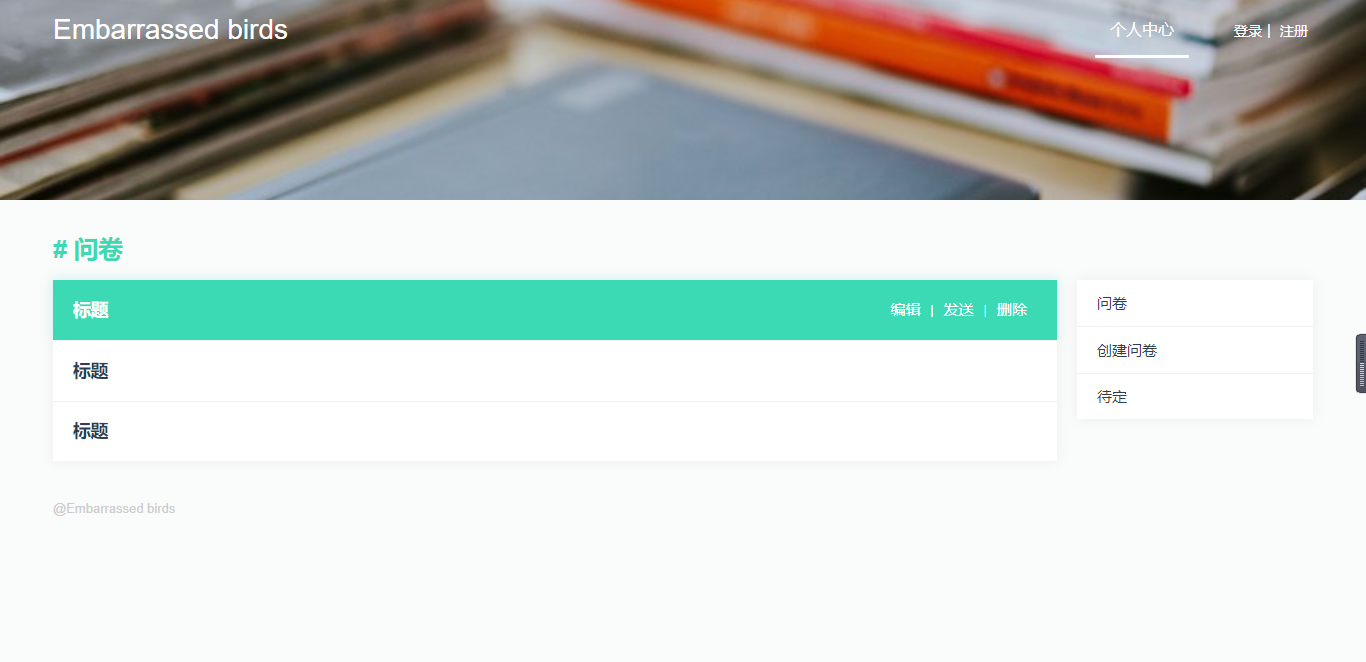 Embarrassed birds
个人中心
登录 | 注册
# 问卷
标题
编辑 | 发送 | 删除
标题
标题
问卷
创建问卷
待定
@Embarrassed birds